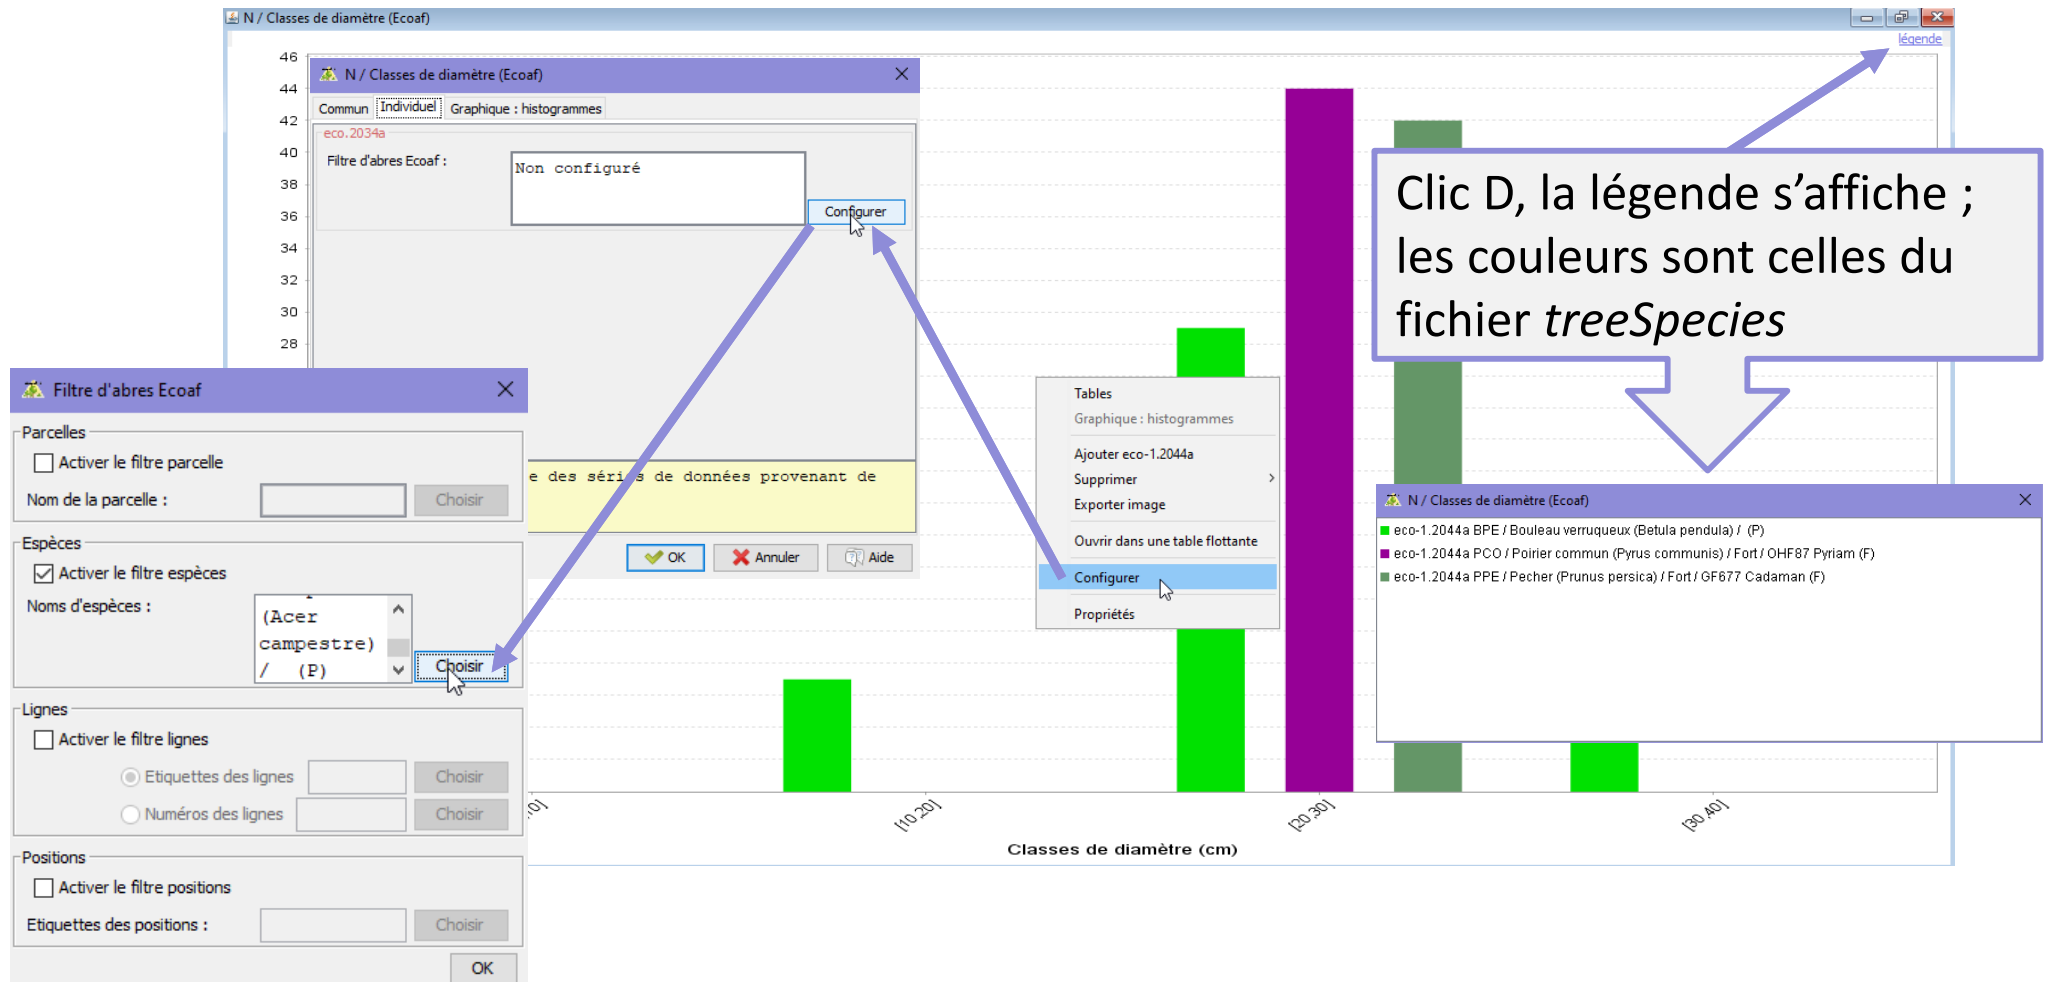 N / Classes de diamètre (Ecoaf)
légende
46
44
42
40
38
36
34
32
30
28
N / Classes de diamètre (Ecoaf)
Commun
Individuel
Graphique : histogrammes
eco.2034a
Filtre d'abres Ecoaf :
Non configuré
Configurer
e des séries de données provenant de
OK
Annuler
Aide
Clic D, la légende s’affiche ;
les couleurs sont celles du
fichier treeSpecies
Tables
Graphique : histogrammes
Ajouter eco-1.2044a
Supprimer
Exporter image
Ouvrir dans une table flottante
Configurer
Propriétés
N / Classes de diamètre (Ecoaf)
eco-1.2044a BPE / Bouleau verruqueux (Betula pendula) / (P)
eco-1.2044a PCO / Poirier commun (Pyrus communis) / Fort / OHF87 Pyriam (F)
eco-1.2044a PPE / Pecher (Prunus persica) / Fort / GF677 Cadaman (F)
Filtre d'abres Ecoaf
Parcelles
Activer le filtre parcelle
Nom de la parcelle :
Choisir
Espèces
Activer le filtre espèces
Noms d'espèces :
(Acer
campestre)
/ (P)
Choisir
Lignes
Activer le filtre lignes
Etiquettes des lignes
Choisir
Numéros des lignes
Choisir
Positions
Activer le filtre positions
Etiquettes des positions :
Choisir
OK
[10,20]
[20,30]
[30,40]
Classes de diamètre (cm)